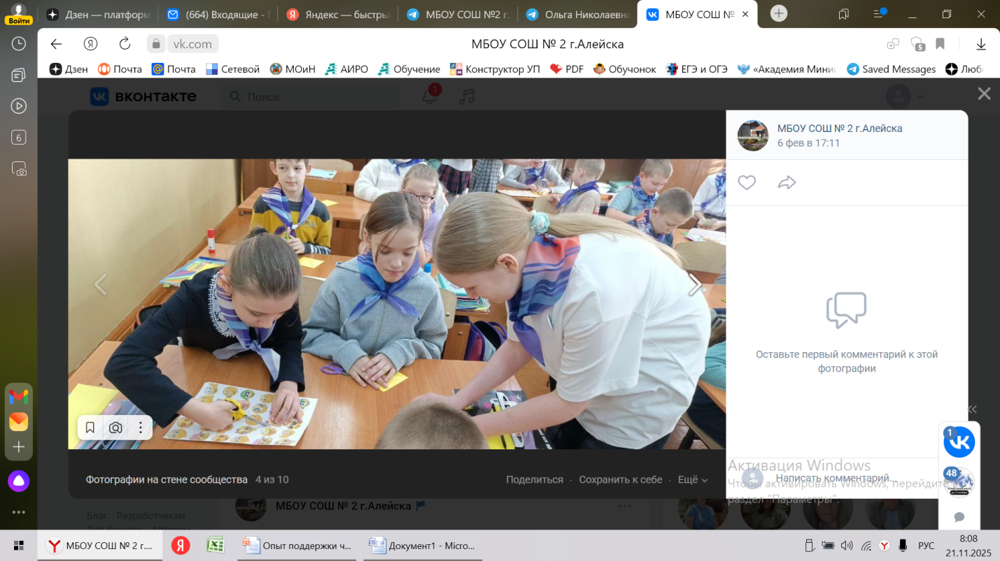 Войти
Дзен — платформ
(664) Входящие - 
Яндекс — быстры
МБОУ СОШ №2 г.
Ольга Николаевна
МБОУ СОШ №
vk.com
МБОУ СОШ № 2 г.Алейска
5
Дзен
Почта
Почта
Сетевой
МОиН
АИРО
Обучение
Конструктор УП
PDF
Обучонок
ЕГЭ и ОГЭ
«Академия Мини
Saved Messages
Люб
6
вконтакте
Поиск
1
МБОУ СОШ № 2 г.Алейска
6 фев в 17:11
Оставьте первый комментарий к этой
фотографии
Фотографии на стене сообщества 4 из 10
Поделиться · Сохранить к себе · Ещё
Написать комментарий...
Активация Windows
Чтобы активировать Windows, перейдите в
раздел "Параметры".
1
48
МБОУ СОШ № 2 г.Алейска
Блог Разработчикам
МБОУ СОШ № 2 г....
Опыт поддержки ч...
Документ1 - Micro...
РУС
8:08
21.11.2025